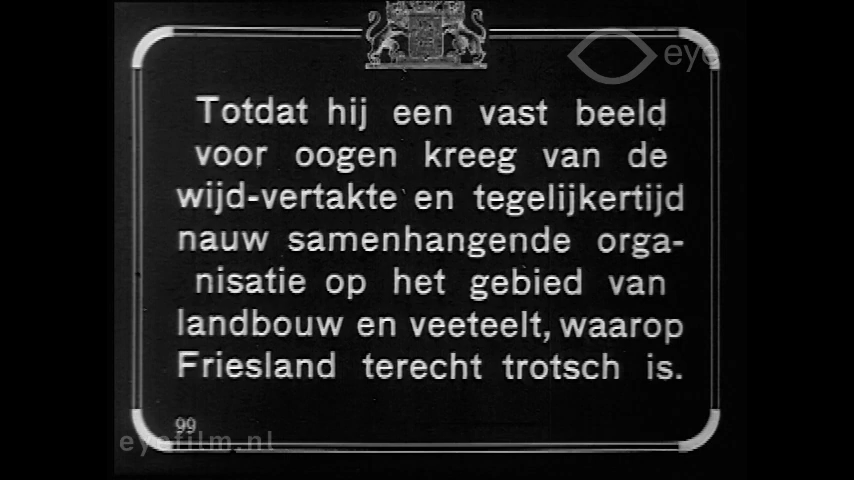 eye
Totdat hij een vast beeld
voor oogen kreeg van de
wijd-vertakte en tegelijkertijd
nauw samenhangende orga-
nisatie op het gebied van
landbouw en veeteelt, waarop
Friesland terecht trotsch is.
99
eyefilm.nl